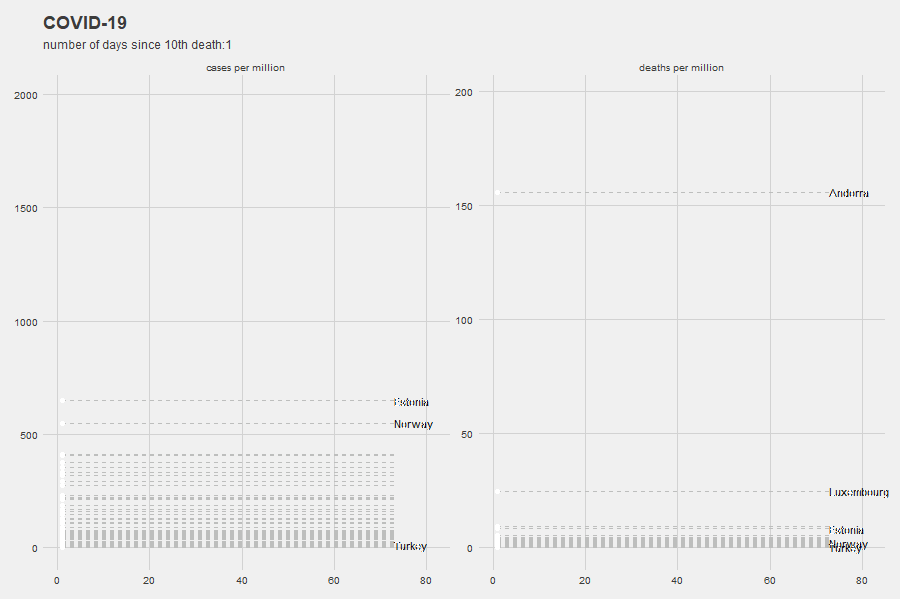 COVID-19
number of days since 10th death:1
cases per million
deaths per million
2000
1500
1000
500
0
Estonia
Norway
Turkey
0 20 40 60 80
200
150
100
50
0
Andorra
Luxembourg
Estonia
Norway
Turkey
0 20 40 60 80